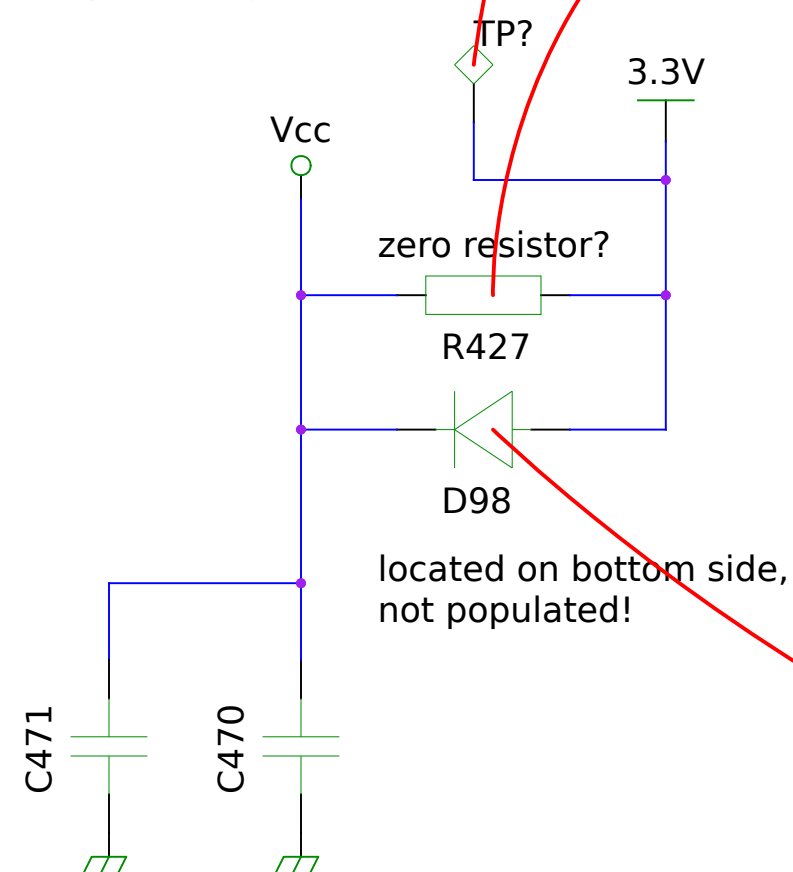 TP?
3.3V
Vcc
zero resistor?
R427
D98
located on bottom side,
not populated!
C471
C470